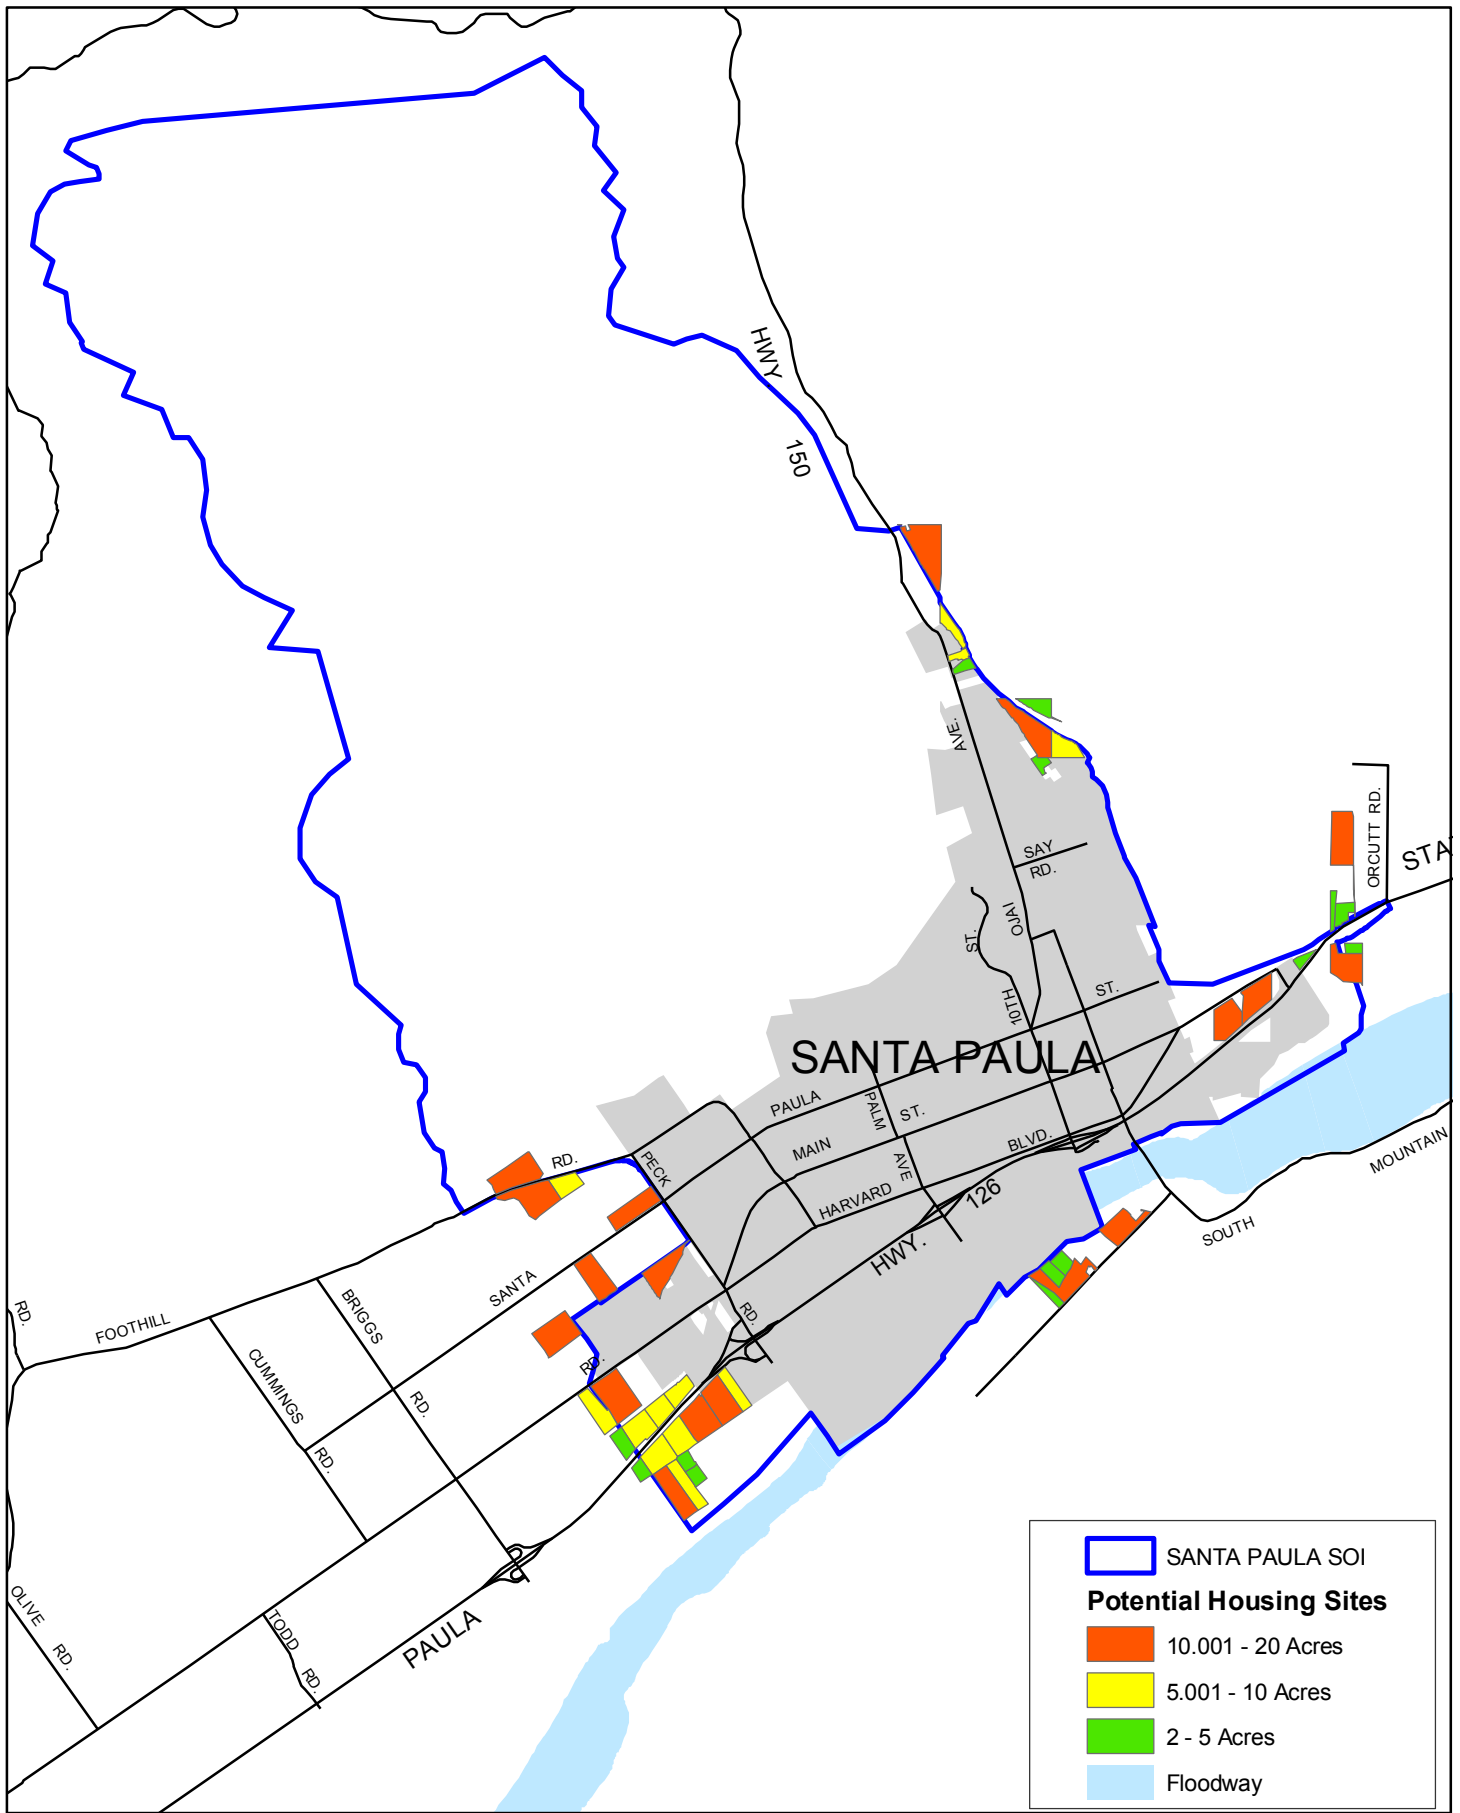 HWY
150
AVE.
ORCUTT RD.
STA
SAY
RD.
OJAI
ST.
10TH
ST.
SANTA PAULA
PAULA
PALM
ST.
MAIN
AVE
BLVD.
HARVARD
126
HWY.
MOUNTAIN
SOUTH
RD.
PECK
SANTA
RD.
RD.
FOOTHILL
BRIGGS
RD.
CUMMINGS
RD.
RD.
OLIVE
RD.
TODD
RD.
PAULA
SANTA PAULA SOI
Potential Housing Sites
10.001 - 20 Acres
5.001 - 10 Acres
2 - 5 Acres
Floodway